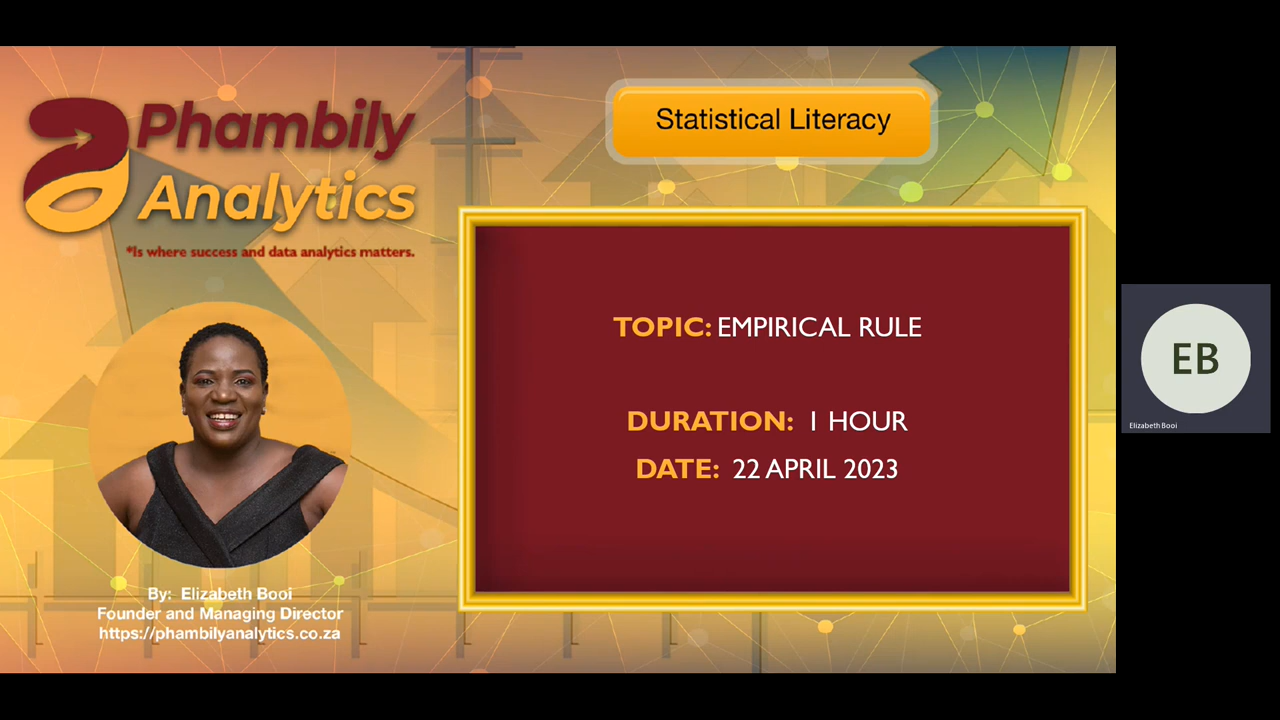 Phambily
Analytics
*Is where success and data analytics matters.
Statistical Literacy
TOPIC: EMPIRICAL RULE
DURATION: 1 HOUR
DATE: 22 APRIL 2023
By: Elizabeth Booi
Founder and Managing Director
https://phambilyanalytics.co.za
EB
Elizabeth Booi